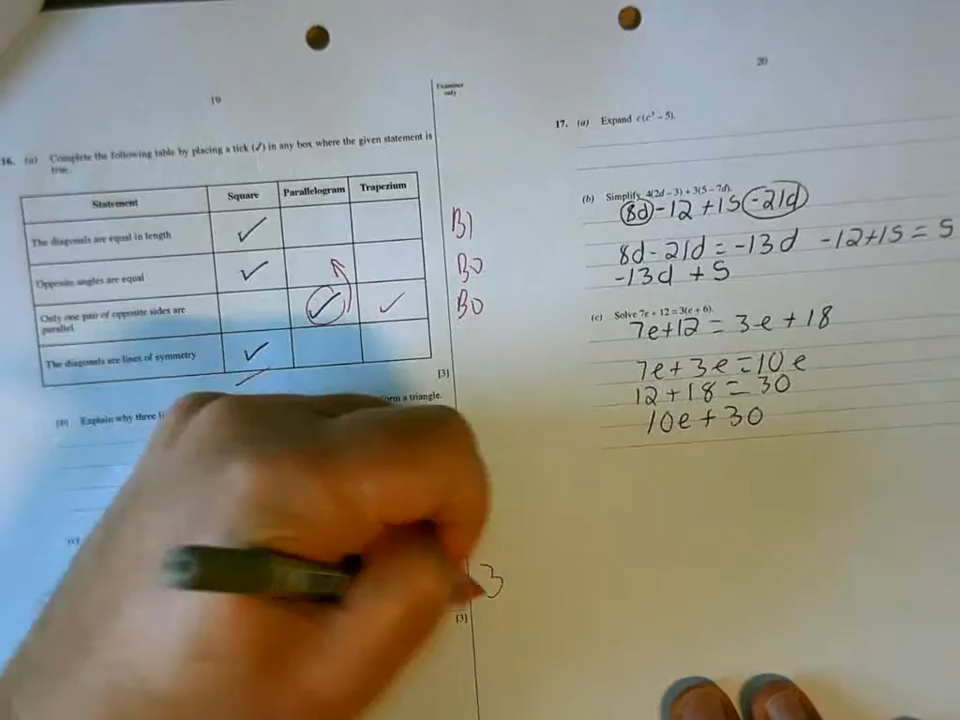 19
Examiner
only
16. (a) Complete the following table by placing a tick (✓) in any box where the given statement is
true.
Statement Square Parallelogram Trapezium
The diagonals are equal in length ✓ B1
Opposite angles are equal ✓ B0
Only one pair of opposite sides are
parallel ✓ ✓ B0
The diagonals are lines of symmetry ✓
[3]
(b) Explain why three form a triangle.
3
[3]
20
17. (a) Expand e(e³ – 5).
(b) Simplify 4(2d – 3) + 3(5 – 7d).
8d - 12 + 15 - 21d
8d - 21d = -13d -12+15 = 5
-13d + 5
(c) Solve 7e + 12 = 3(e + 6).
7e+12 = 3e + 18
7e + 3e = 10e
12 + 18 = 30
10e + 30